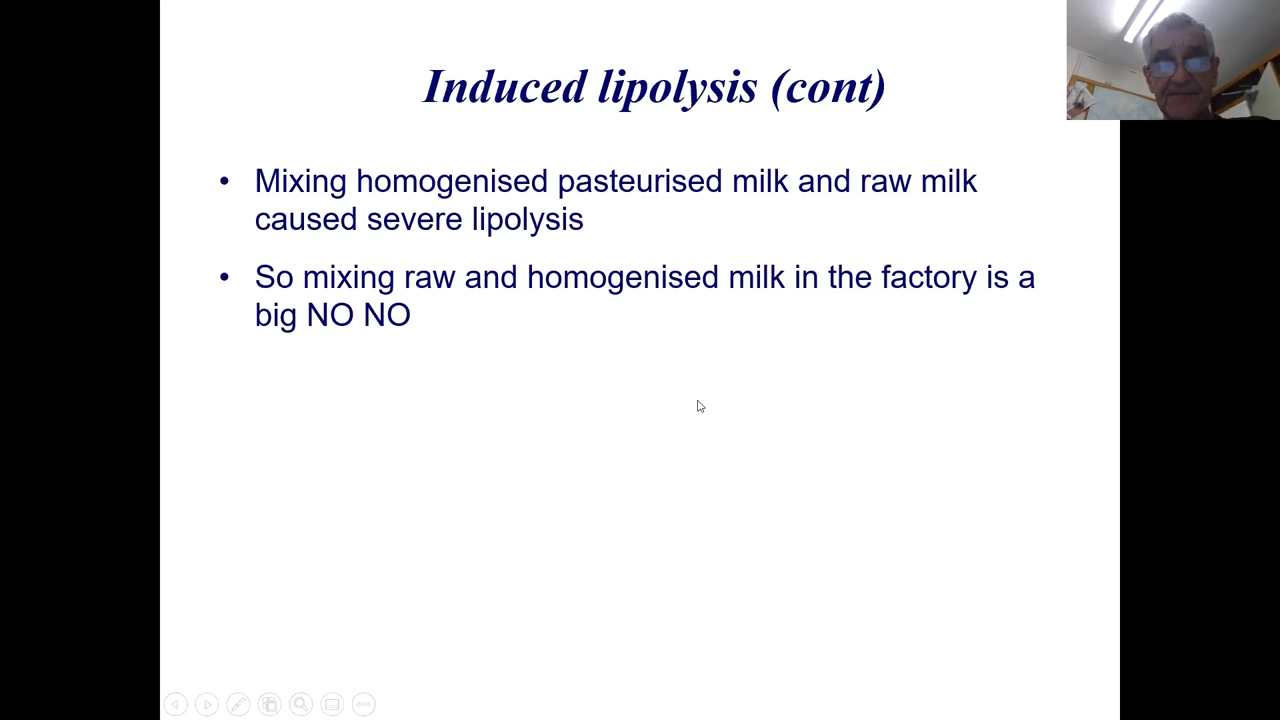 Induced lipolysis (cont)
• Mixing homogenised pasteurised milk and raw milk
caused severe lipolysis
• So mixing raw and homogenised milk in the factory is a
big NO NO